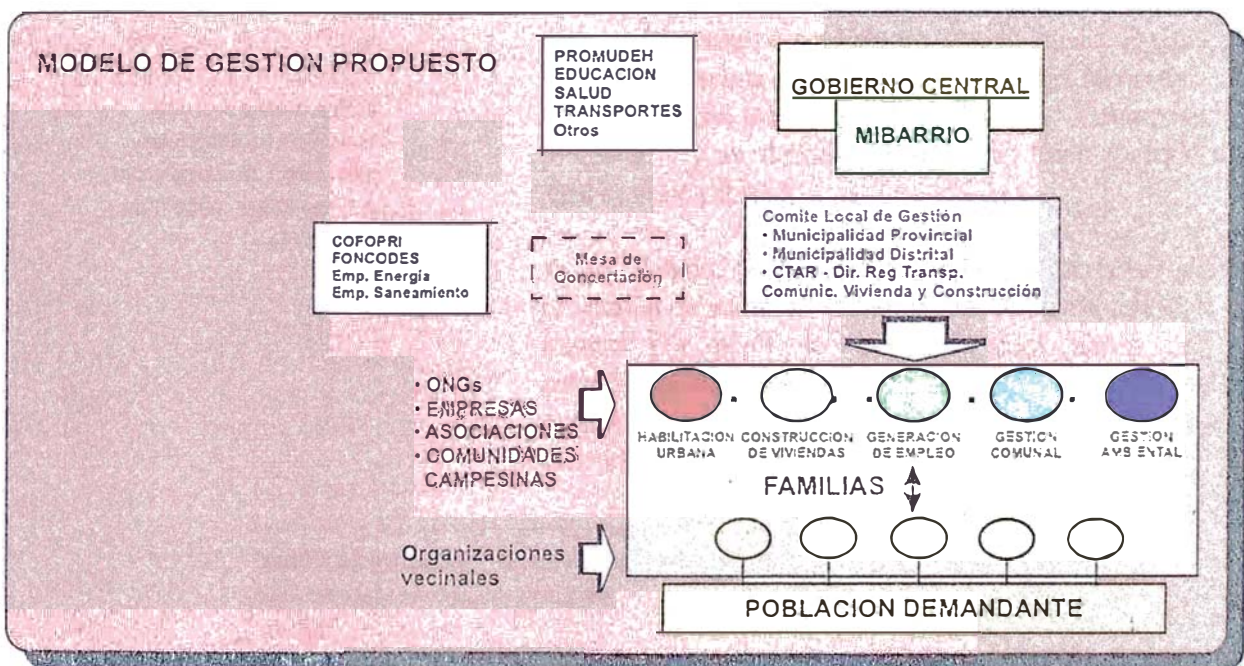 MODELO DE GESTION PROPUESTO
PROMUDEH
EDUCACION
SALUD
TRANSPORTES
Otros
GOBIERNO CENTRAL
MIBARRIO
COFOPRI
FONCODES
Emp. Energía
Emp. Saneamiento
Mesa de
Concertación
Comite Local de Gestión
• Municipalidad Provincial
• Municipalidad Distrital
• CTAR - Dir. Reg Transp.
Comunic. Vivienda y Construcción
• ONGs
• EMPRESAS
• ASOCIACIONES
• COMUNIDADES
CAMPESINAS
HABILITACION
URBANA
CONSTRUCCION
DE VIVIENDAS
GENERACION
DE EMPLEO
GESTION
COMUNAL
GESTION
AMBIENTAL
FAMILIAS
Organizaciones
vecinales
POBLACION DEMANDANTE